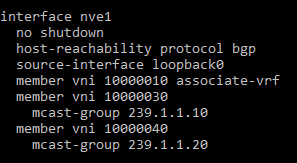 interface nve1
  no shutdown
  host-reachability protocol bgp
  source-interface loopback0
  member vni 10000010 associate-vrf
  member vni 10000030
    mcast-group 239.1.1.10
  member vni 10000040
    mcast-group 239.1.1.20